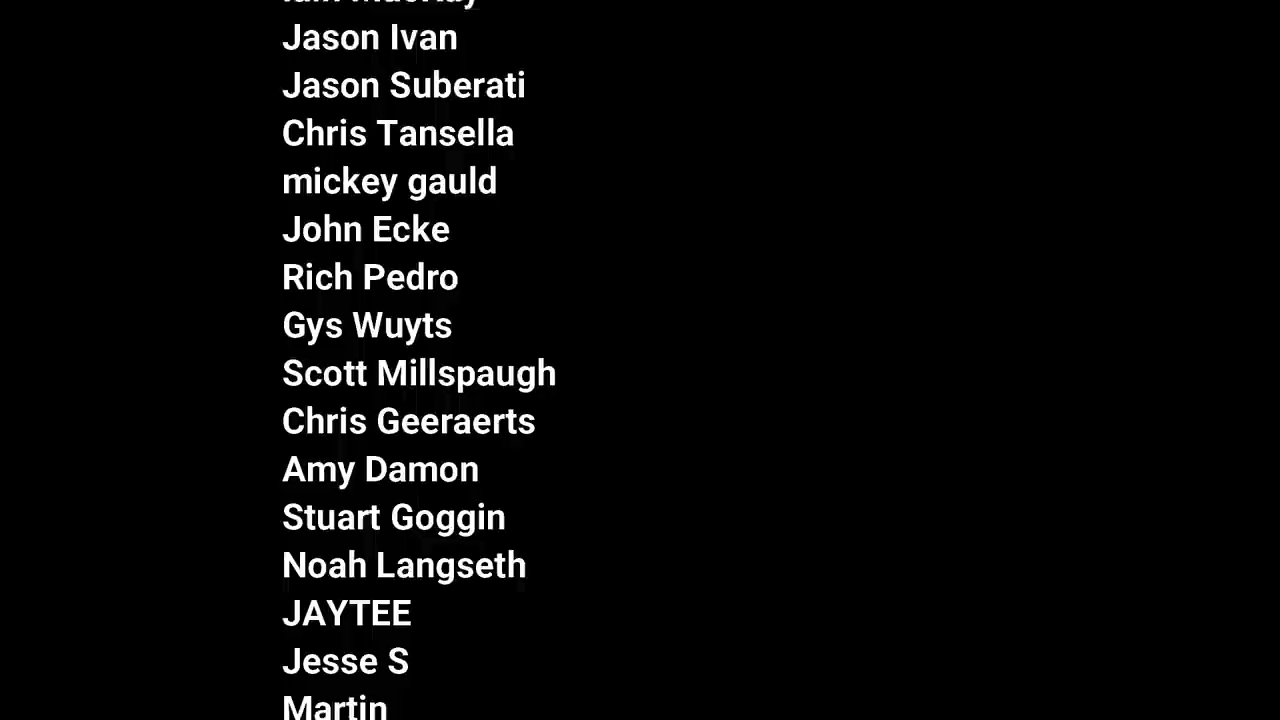 Jason Ivan
Jason Suberati
Chris Tansella
mickey gauld
John Ecke
Rich Pedro
Gys Wuyts
Scott Millspaugh
Chris Geeraerts
Amy Damon
Stuart Goggin
Noah Langseth
JAYTEE
Jesse S
Martin